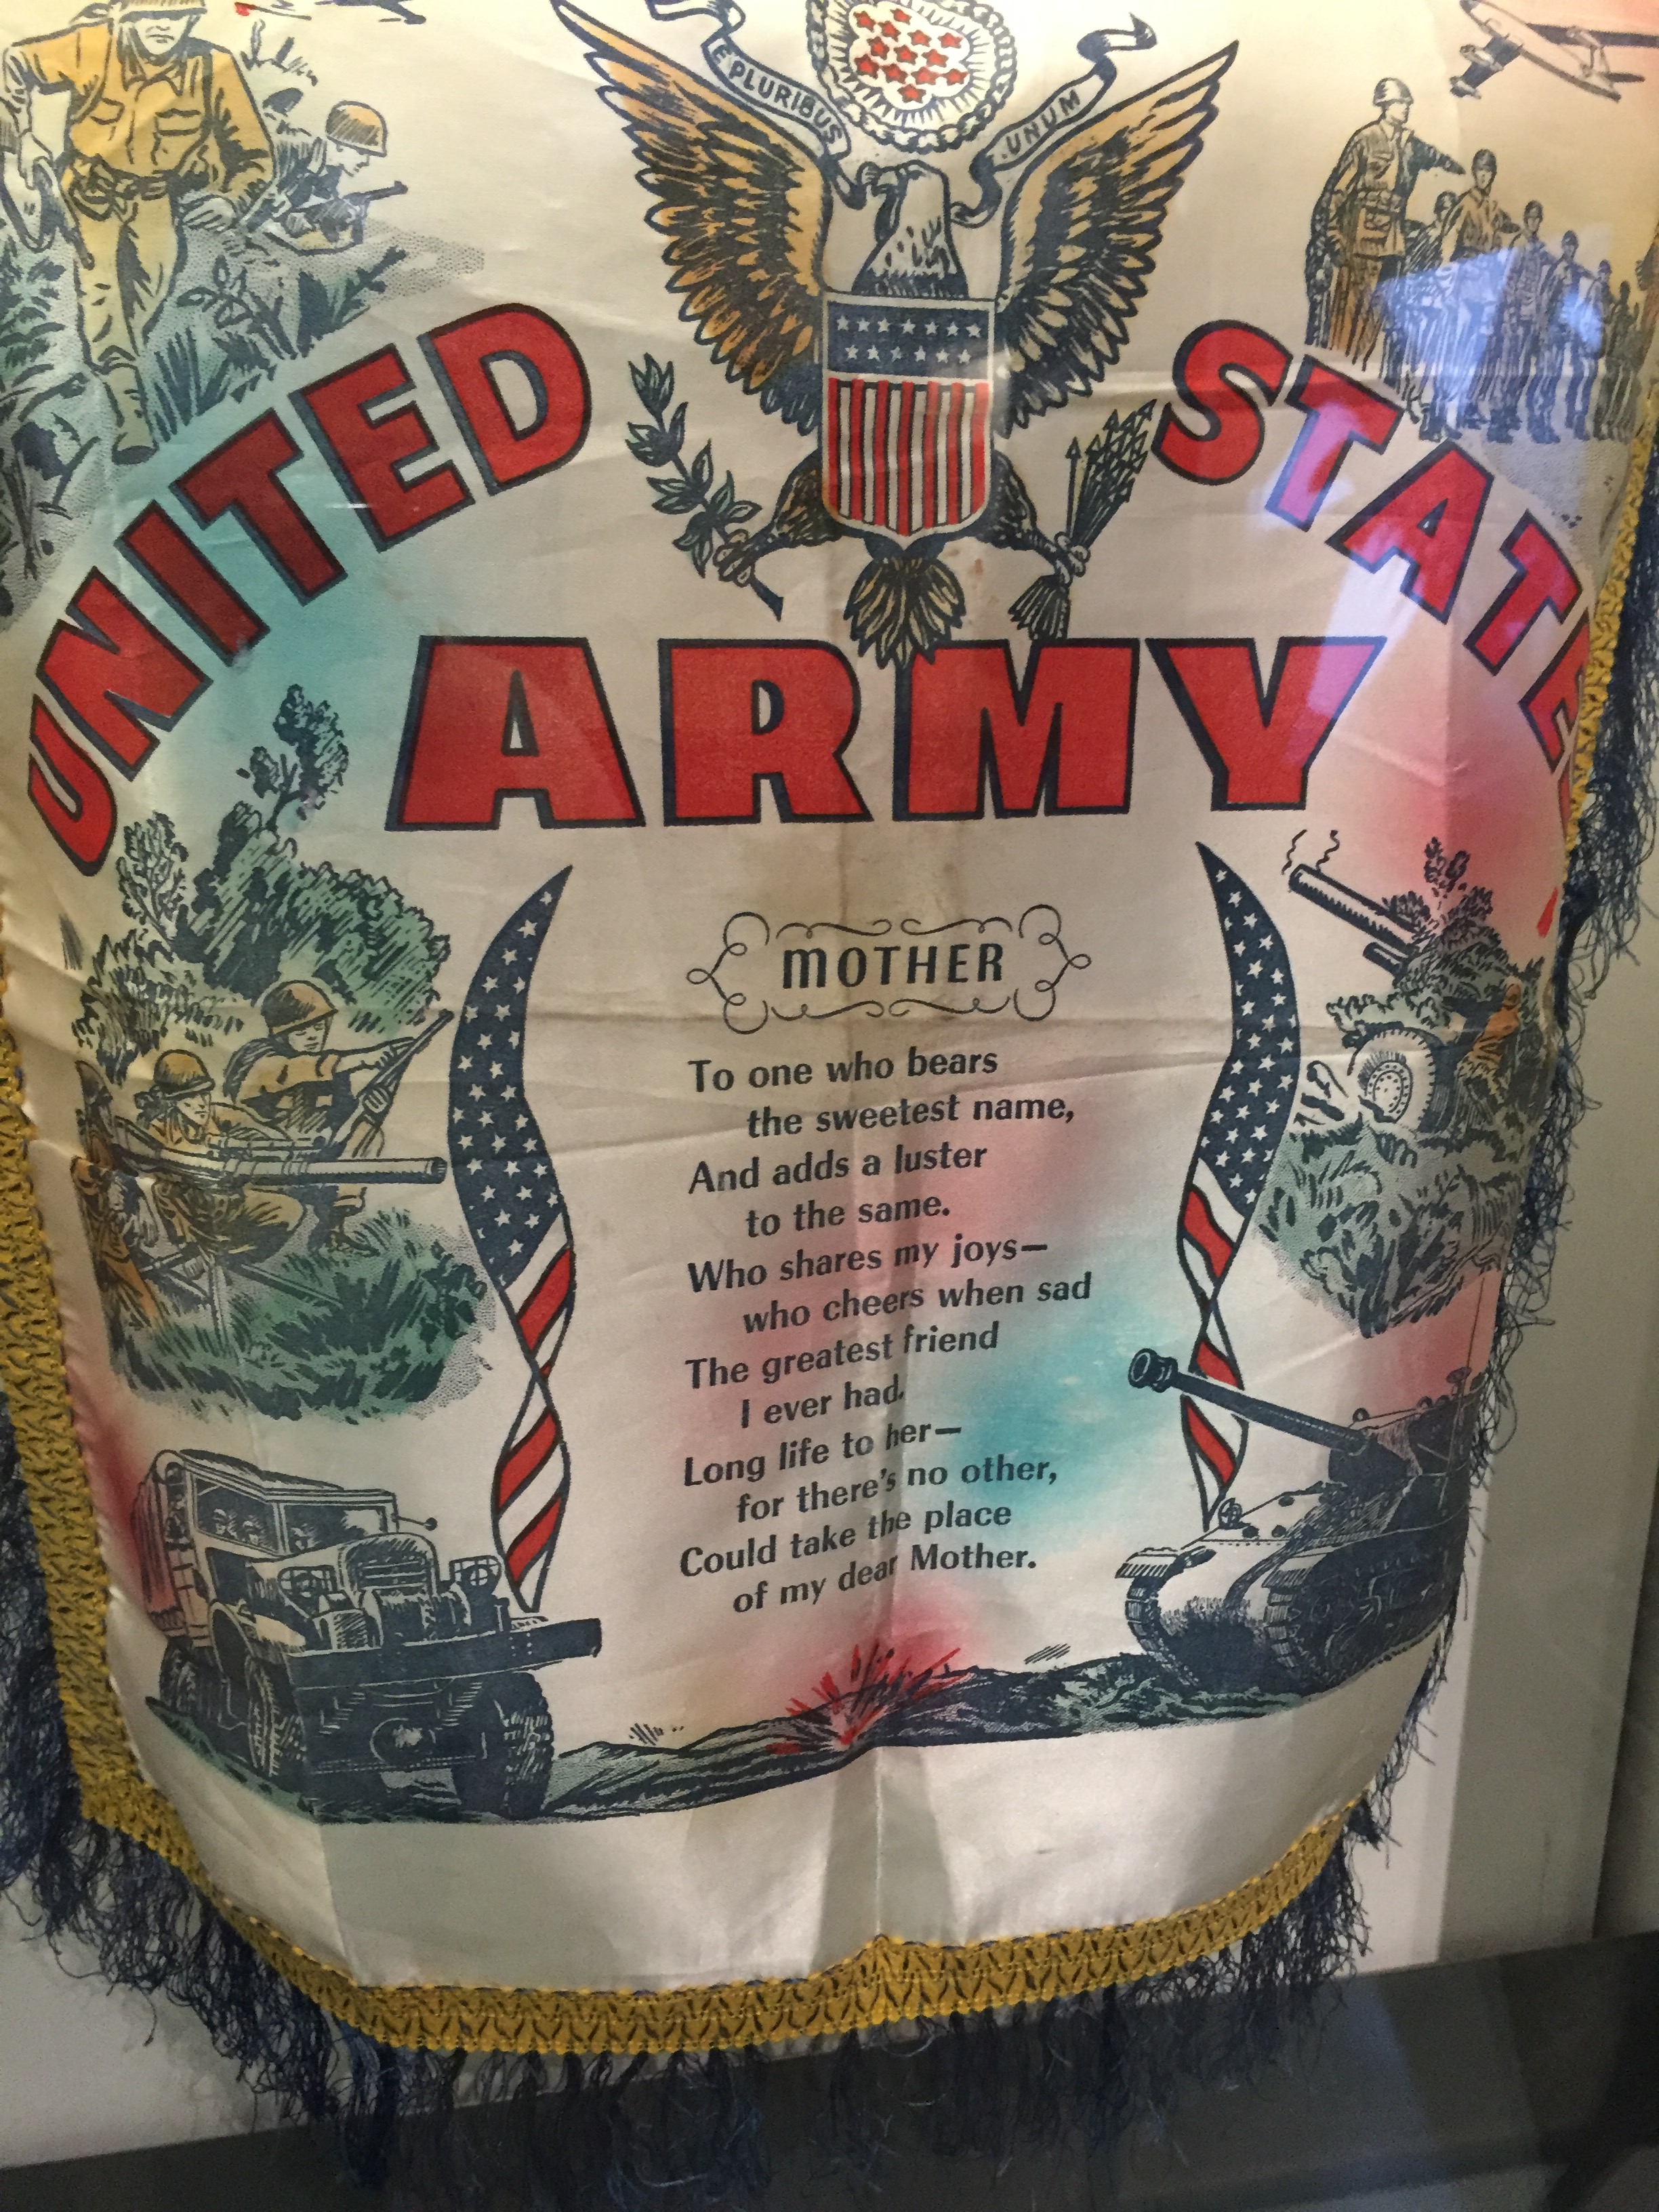 E PLURIBUS UNUM
UNITED STATES
ARMY
MOTHER
To one who bears
the sweetest name,
And adds a luster
to the same.
Who shares my joys—
who cheers when sad
The greatest friend
I ever had.
Long life to her—
for there's no other,
Could take the place
of my dear Mother.